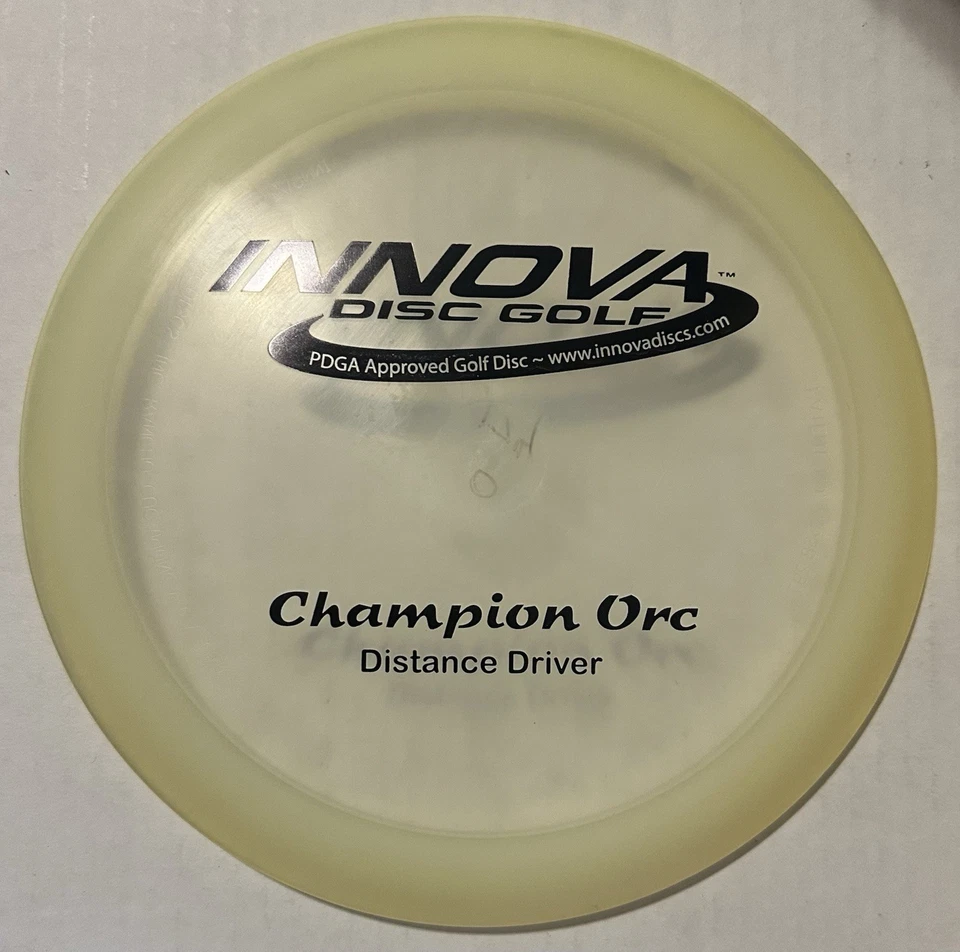 INNOVA™
DISC GOLF
PDGA Approved Golf Disc ~ www.innovadiscs.com
Champion Orc
Distance Driver